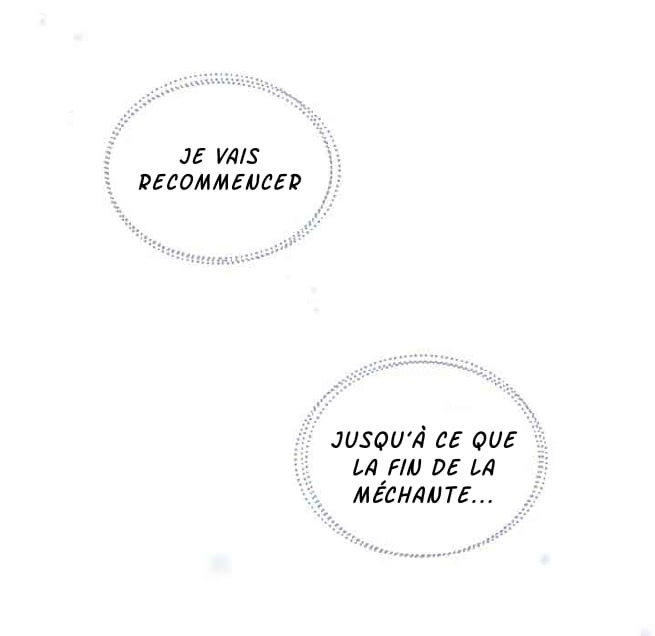 JE VAIS
RECOMMENCER
JUSQU'À CE QUE
LA FIN DE LA
MÉCHANTE...